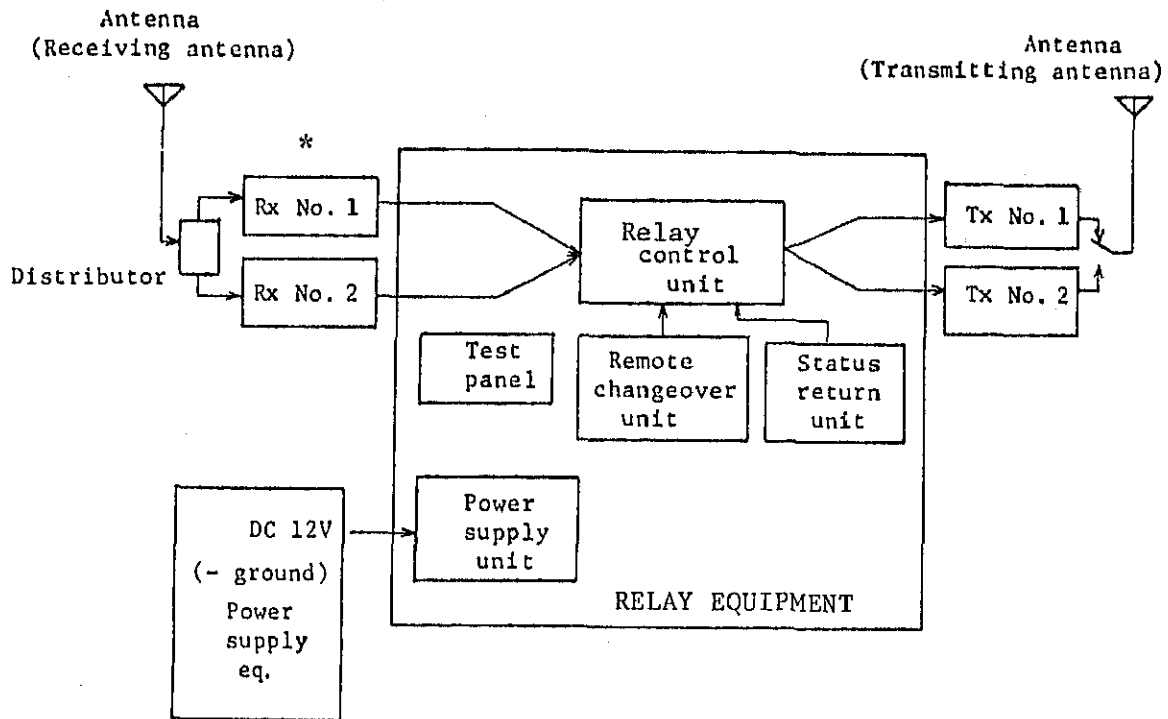 Antenna
(Receiving antenna)
Antenna
(Transmitting antenna)
*
Rx No. 1
Rx No. 2
Distributor
Relay
control
unit
Tx No. 1
Tx No. 2
Test
panel
Remote
changeover
unit
Status
return
unit
DC 12V
(- ground)
Power
supply
eq.
Power
supply
unit
RELAY EQUIPMENT